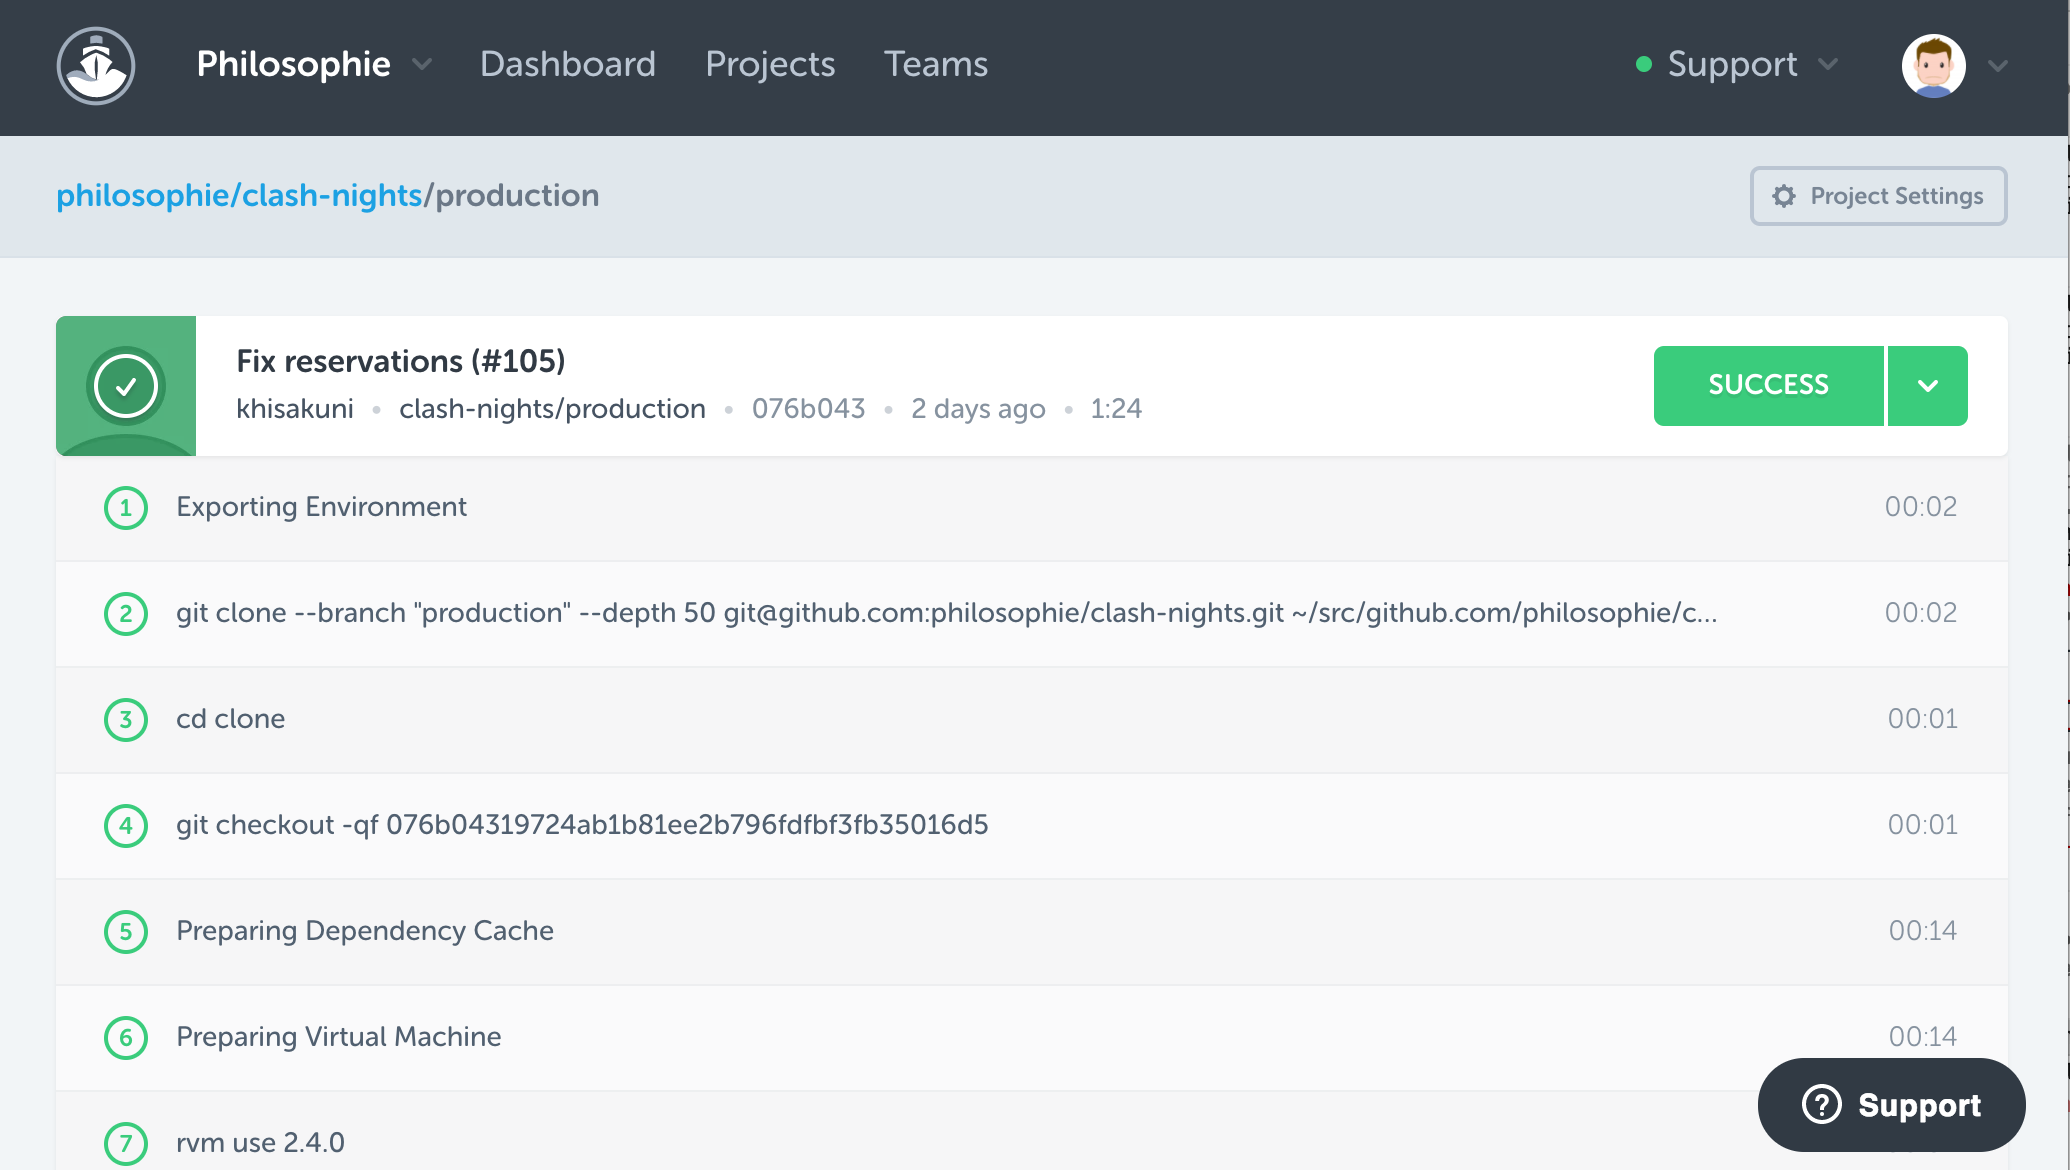 Philosophie Dashboard Projects Teams Support
philosophie/clash-nights/production Project Settings
Fix reservations (#105)
khisakuni • clash-nights/production • 076b043 • 2 days ago • 1:24
SUCCESS
1 Exporting Environment 00:02
2 git clone --branch "production" --depth 50 git@github.com:philosophie/clash-nights.git ~/src/github.com/philosophie/c... 00:02
3 cd clone 00:01
4 git checkout -qf 076b04319724ab1b81ee2b796fdfbf3fb35016d5 00:01
5 Preparing Dependency Cache 00:14
6 Preparing Virtual Machine 00:14
7 rvm use 2.4.0
? Support